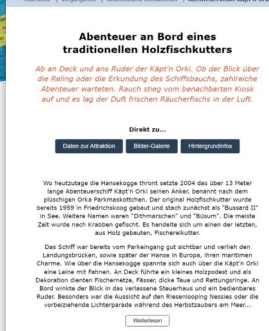 Abenteuer an Bord eines
traditionellen Holzfischkutters
Ab an Deck und ans Ruder der Käpt'n Orki. Ob der Blick über
die Reling oder die Erkundung des Schiffsbauchs, zahlreiche
Abenteuer warteten. Rauch stieg vom benachbarten Kiosk
auf und es lag der Duft frischen Räucherfischs in der Luft.
Direkt zu...
Daten zur Attraktion
Bilder-Galerie
Hintergrundinfos
Wo heutzutage die Hansekogge thront setzte 2004 das über 13 Meter
lange Abenteuerschiff Käpt'n Orki seinen Anker, benannt nach dem
plüschigen Orka Parkmaskottchen. Der original Holzfischkutter wurde
bereits 1959 in Friedrichskoog gebaut und stach zunächst als "Bussard II"
in See. Weitere Namen waren "Dithmarschen" und "Büsum". Die meiste
Zeit wurde nach Krabben gefischt. Es handelte sich um einen der letzten,
aus Holz gebauten, Fischereikutter.
Das Schiff war bereits vom Parkeingang gut sichtbar und verlieh den
Landungsbrücken, sowie später der Hanse in Europa, ihren maritimen
Charme. Wie über die Hansekogge spannte sich auch über die Käpt'n Orki
eine Leine mit Fahnen. An Deck führte ein kleines Holzpodest und als
Dekoration dienten Fischernetze, Fässer, dicke Taue und Rettungsringe. An
Bord winkte der Blick in das verlassene Steuerhaus und ein bedienbares
Ruder. Besonders war die Aussicht auf den Riesenlooping Nessies oder die
vorbeiziehende Lichterparade während des Herbstzaubers am Meer...
Weiterlesen